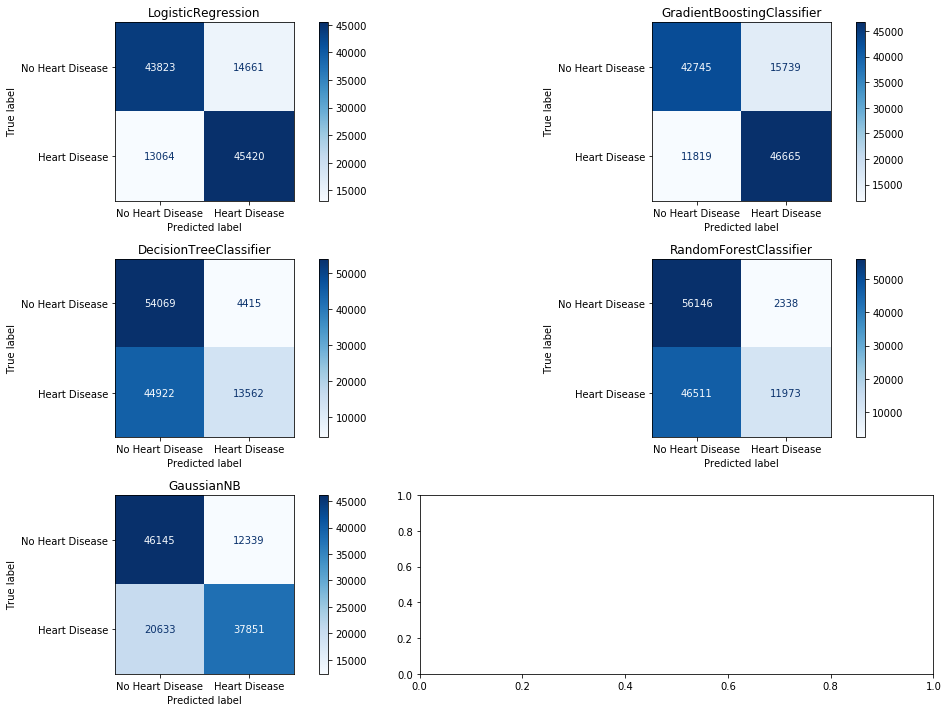 LogisticRegression
True label
No Heart Disease
Heart Disease
43823
14661
13064
45420
No Heart Disease
Heart Disease
Predicted label
45000
40000
35000
30000
25000
20000
15000
GradientBoostingClassifier
True label
No Heart Disease
Heart Disease
42745
15739
11819
46665
No Heart Disease
Heart Disease
Predicted label
45000
40000
35000
30000
25000
20000
15000
DecisionTreeClassifier
True label
No Heart Disease
Heart Disease
54069
4415
44922
13562
No Heart Disease
Heart Disease
Predicted label
50000
40000
30000
20000
10000
RandomForestClassifier
True label
No Heart Disease
Heart Disease
56146
2338
46511
11973
No Heart Disease
Heart Disease
Predicted label
50000
40000
30000
20000
10000
GaussianNB
True label
No Heart Disease
Heart Disease
46145
12339
20633
37851
No Heart Disease
Heart Disease
Predicted label
45000
40000
35000
30000
25000
20000
15000
1.0
0.8
0.6
0.4
0.2
0.0
0.0
0.2
0.4
0.6
0.8
1.0